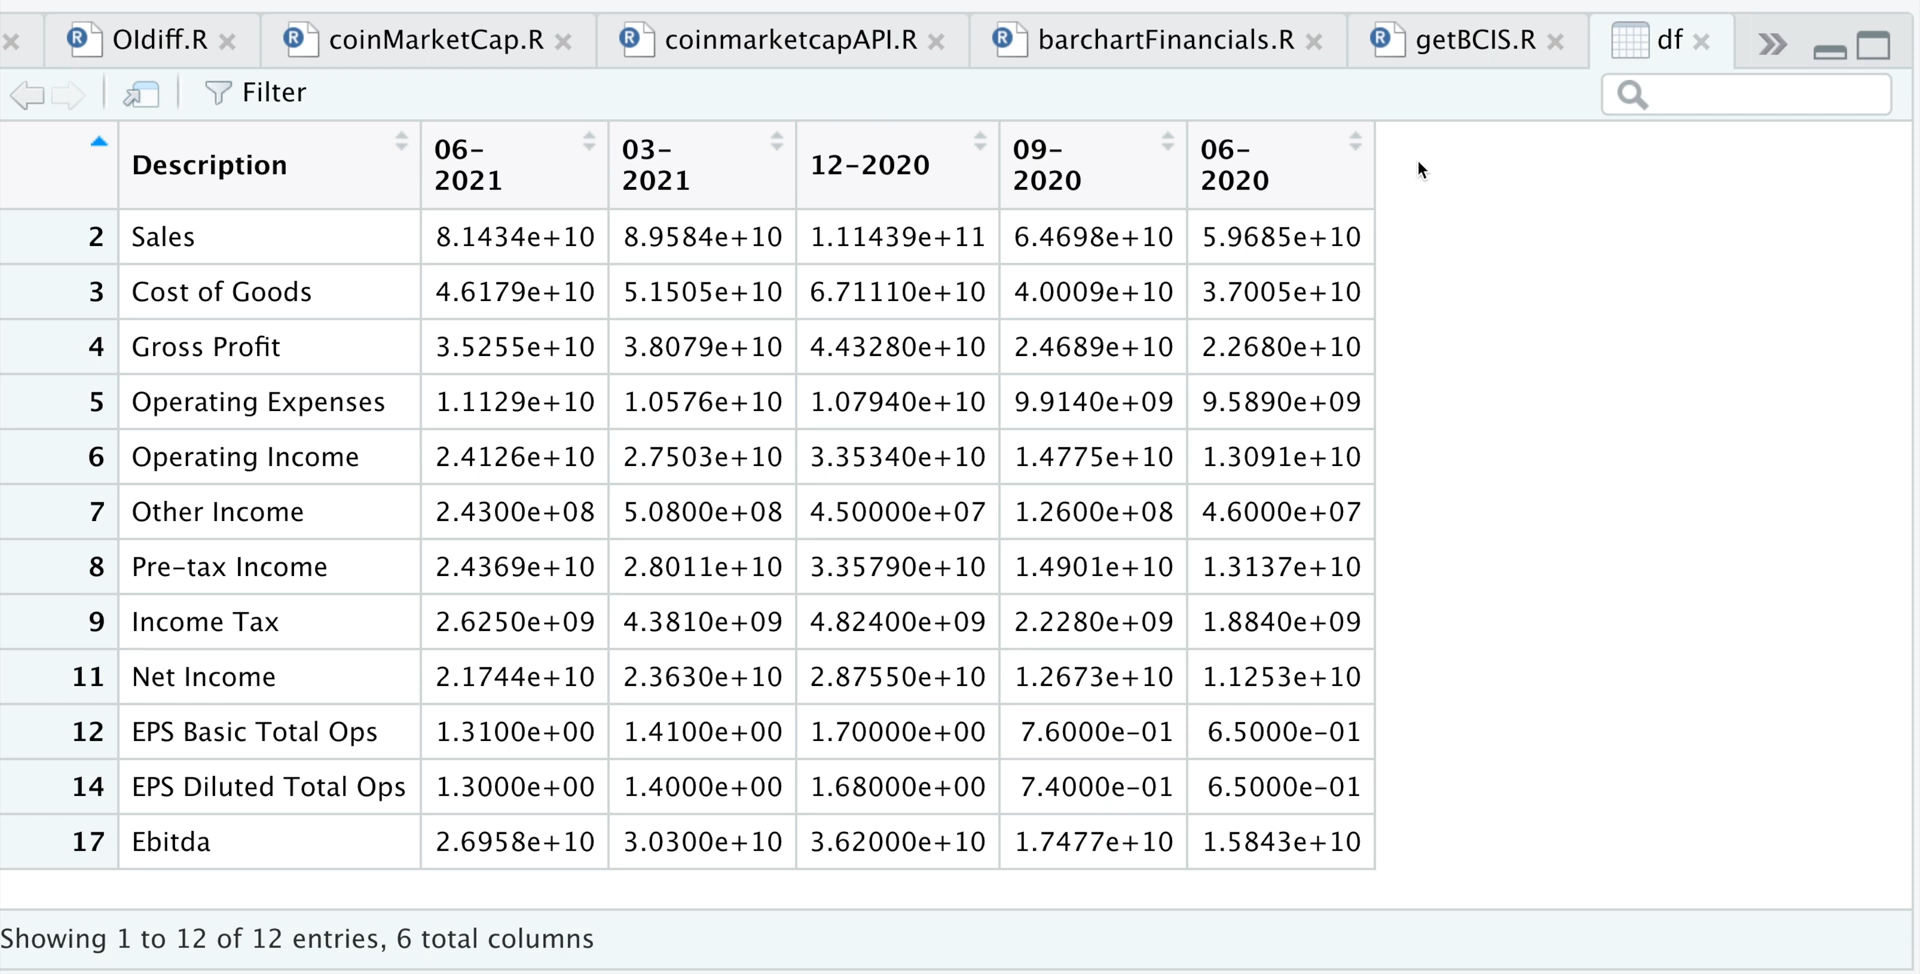 OIdiff.R coinMarketCap.R coinmarketcapAPI.R barchartFinancials.R getBCIS.R df
Filter
Description 06-2021 03-2021 12-2020 09-2020 06-2020
2 Sales 8.1434e+10 8.9584e+10 1.11439e+11 6.4698e+10 5.9685e+10
3 Cost of Goods 4.6179e+10 5.1505e+10 6.71110e+10 4.0009e+10 3.7005e+10
4 Gross Profit 3.5255e+10 3.8079e+10 4.43280e+10 2.4689e+10 2.2680e+10
5 Operating Expenses 1.1129e+10 1.0576e+10 1.07940e+10 9.9140e+09 9.5890e+09
6 Operating Income 2.4126e+10 2.7503e+10 3.35340e+10 1.4775e+10 1.3091e+10
7 Other Income 2.4300e+08 5.0800e+08 4.50000e+07 1.2600e+08 4.6000e+07
8 Pre-tax Income 2.4369e+10 2.8011e+10 3.35790e+10 1.4901e+10 1.3137e+10
9 Income Tax 2.6250e+09 4.3810e+09 4.82400e+09 2.2280e+09 1.8840e+09
11 Net Income 2.1744e+10 2.3630e+10 2.87550e+10 1.2673e+10 1.1253e+10
12 EPS Basic Total Ops 1.3100e+00 1.4100e+00 1.70000e+00 7.6000e-01 6.5000e-01
14 EPS Diluted Total Ops 1.3000e+00 1.4000e+00 1.68000e+00 7.4000e-01 6.5000e-01
17 Ebitda 2.6958e+10 3.0300e+10 3.62000e+10 1.7477e+10 1.5843e+10
Showing 1 to 12 of 12 entries, 6 total columns